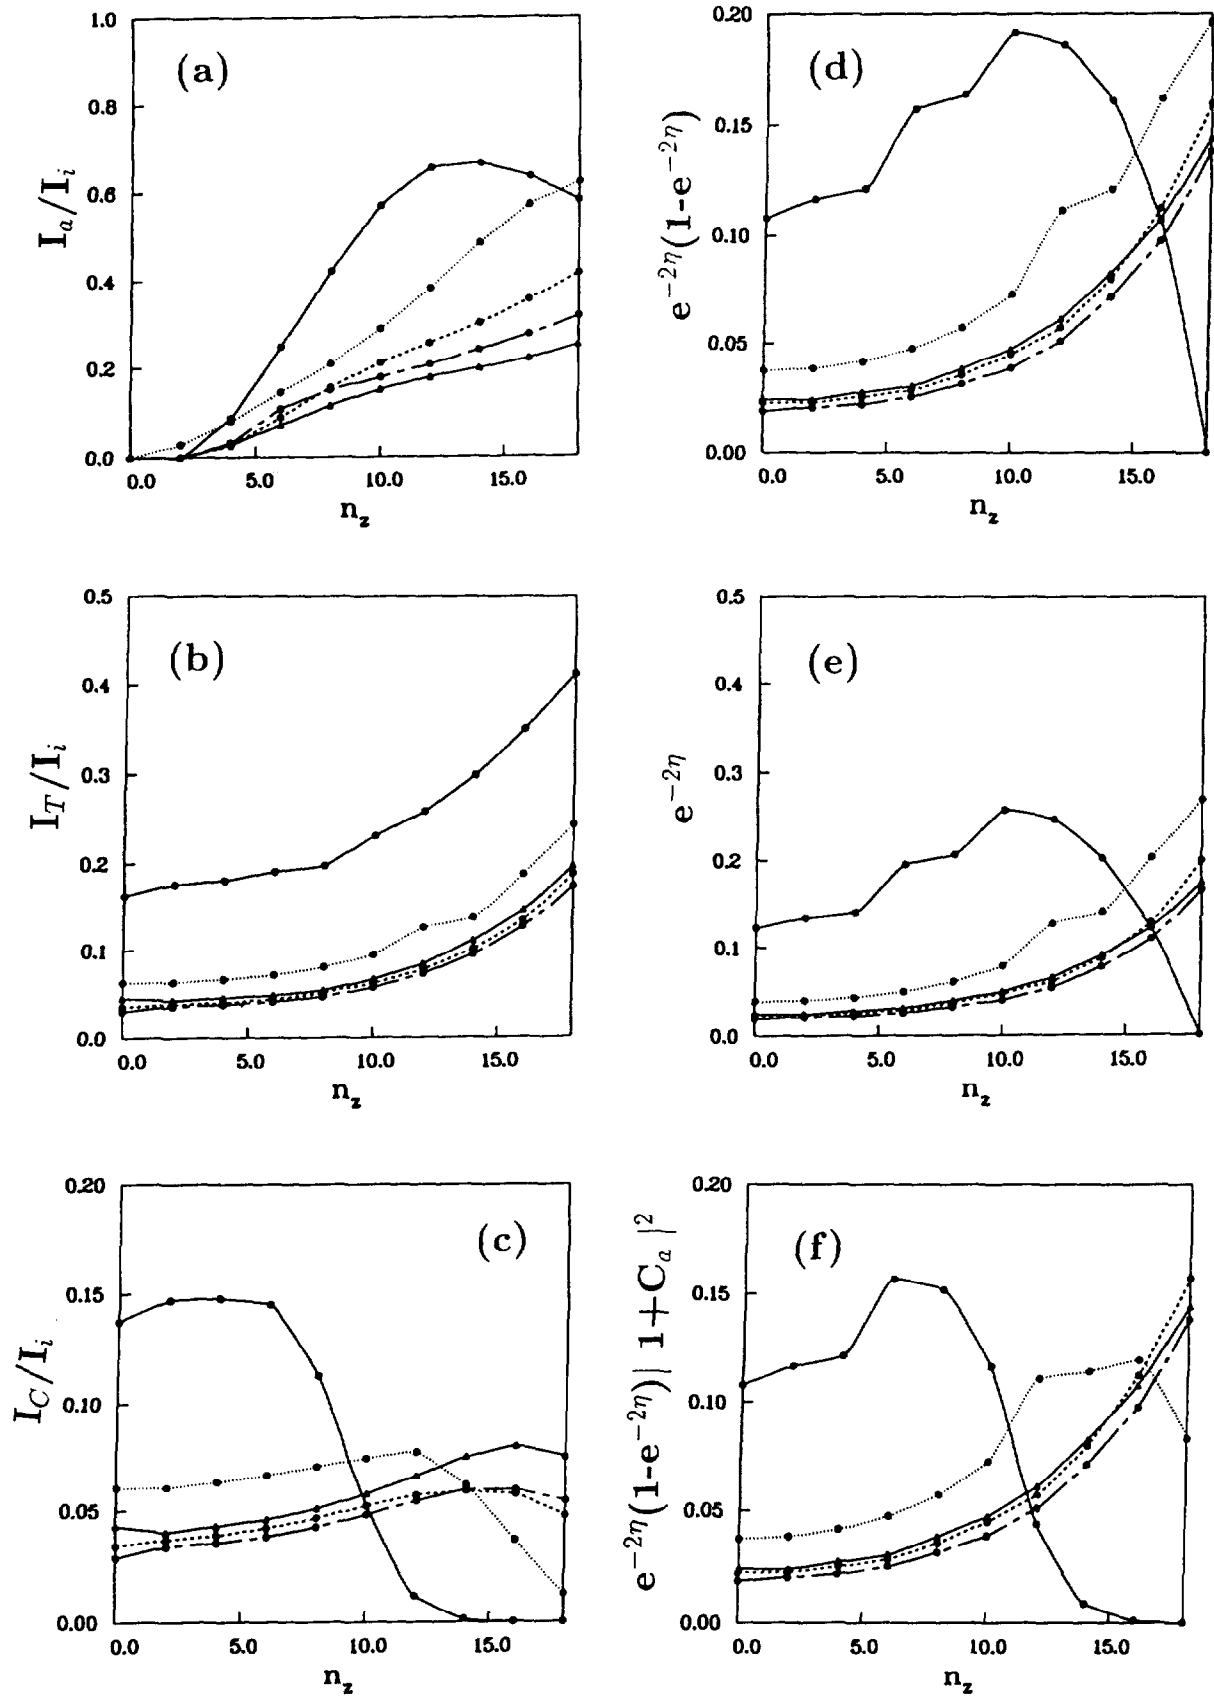 (a)
I_a/I_i
1.0
0.8
0.6
0.4
0.2
0.0
0.0 5.0 10.0 15.0
n_z
(d)
e^{-2η}(1-e^{-2η})
0.20
0.15
0.10
0.05
0.00
0.0 5.0 10.0 15.0
n_z
(b)
I_T/I_i
0.5
0.4
0.3
0.2
0.1
0.0
0.0 5.0 10.0 15.0
n_z
(e)
e^{-2η}
0.5
0.4
0.3
0.2
0.1
0.0
0.0 5.0 10.0 15.0
n_z
(c)
I_C/I_i
0.20
0.15
0.10
0.05
0.00
0.0 5.0 10.0 15.0
n_z
(f)
e^{-2η}(1-e^{-2η})| 1+C_a |^2
0.20
0.15
0.10
0.05
0.00
0.0 5.0 10.0 15.0
n_z